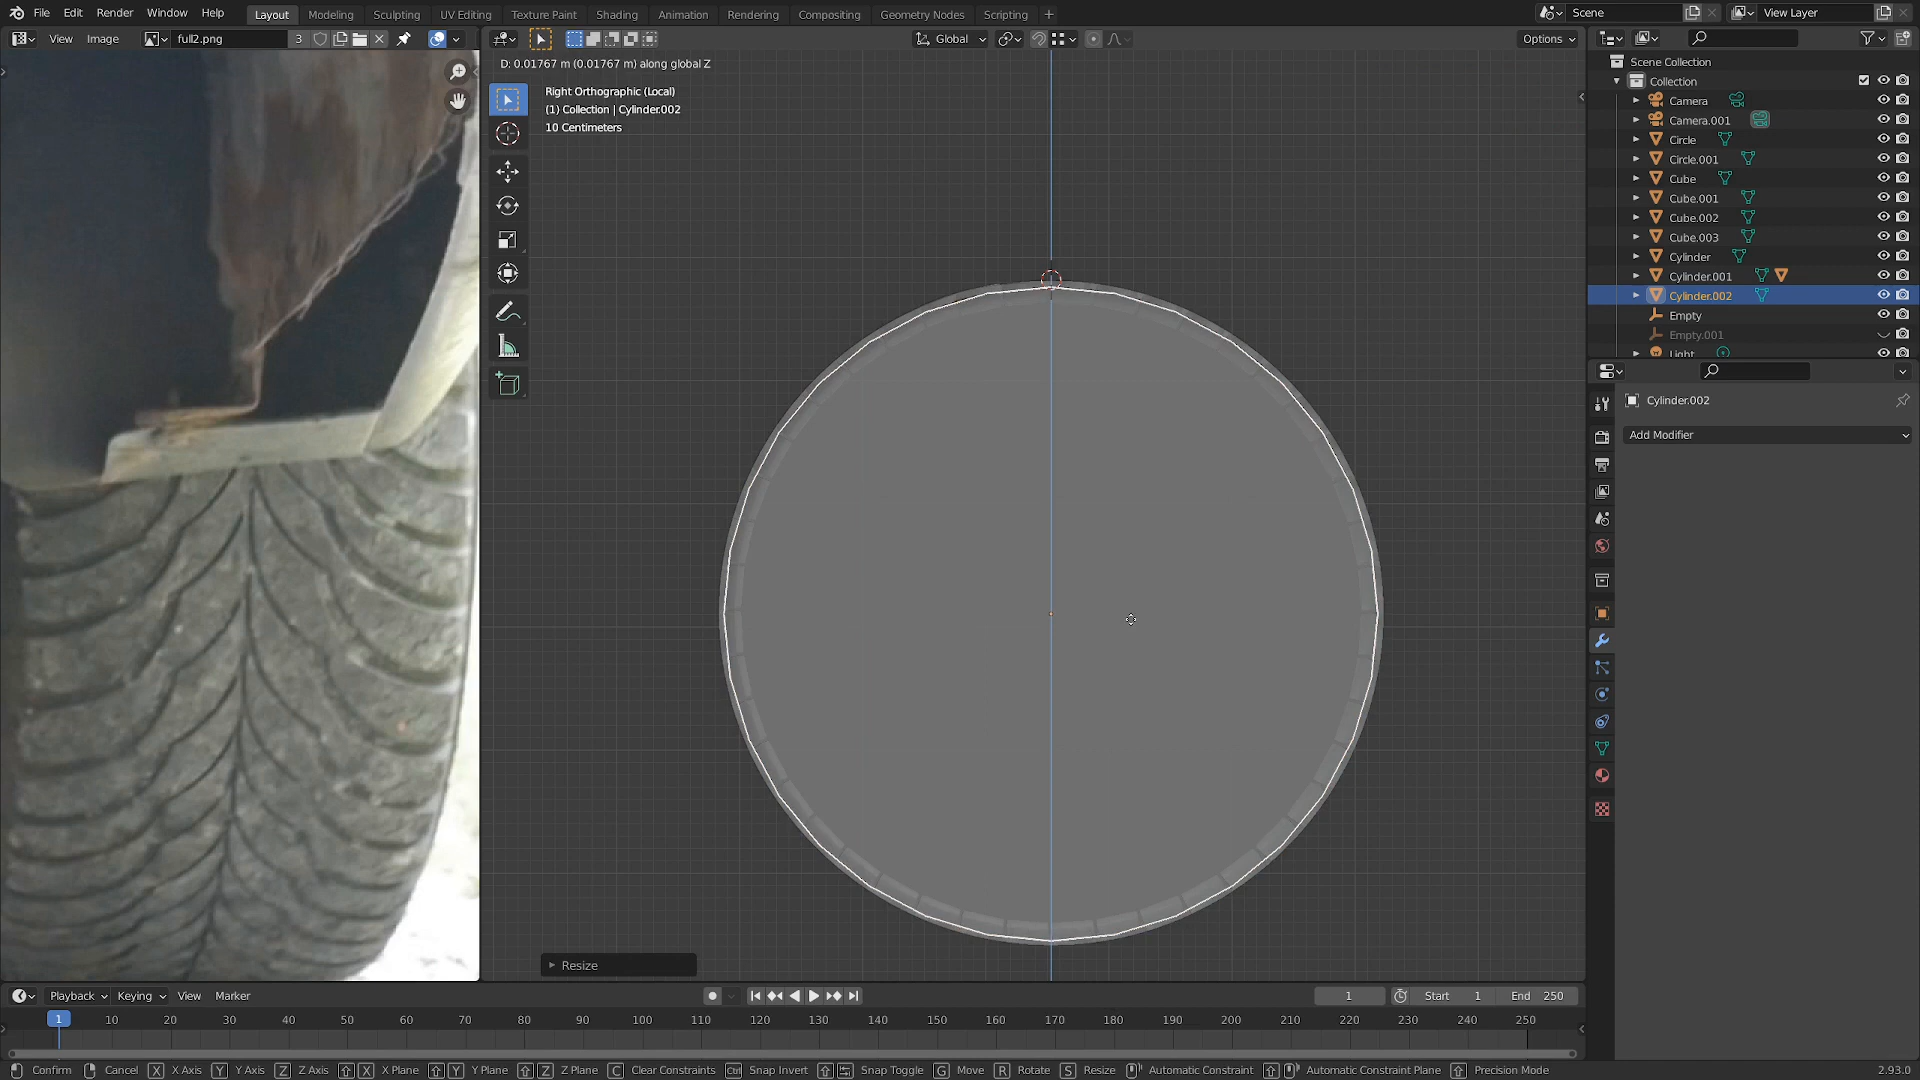 File Edit Render Window Help Layout Modeling Sculpting UV Editing Texture Paint Shading Animation Rendering Compositing Geometry Nodes Scripting + Scene View Layer
View Image full2.png 3 Global Options
D: 0.01767 m (0.01767 m) along global Z
Right Orthographic (Local)
(1) Collection | Cylinder.002
10 Centimeters
Scene Collection
Collection
Camera
Camera.001
Circle
Circle.001
Cube
Cube.001
Cube.002
Cube.003
Cylinder
Cylinder.001
Cylinder.002
Empty
Empty.001
Light
Cylinder.002
Add Modifier
Resize
Playback Keying View Marker 1 Start 1 End 250
1 10 20 30 40 50 60 70 80 90 100 110 120 130 140 150 160 170 180 190 200 210 220 230 240 250
Confirm Cancel X X Axis Y Y Axis Z Z Axis X X Plane Y Y Plane Z Z Plane C Clear Constraints Ctrl Snap Invert Snap Toggle G Move R Rotate S Resize Automatic Constraint Automatic Constraint Plane Precision Mode 2.93.0